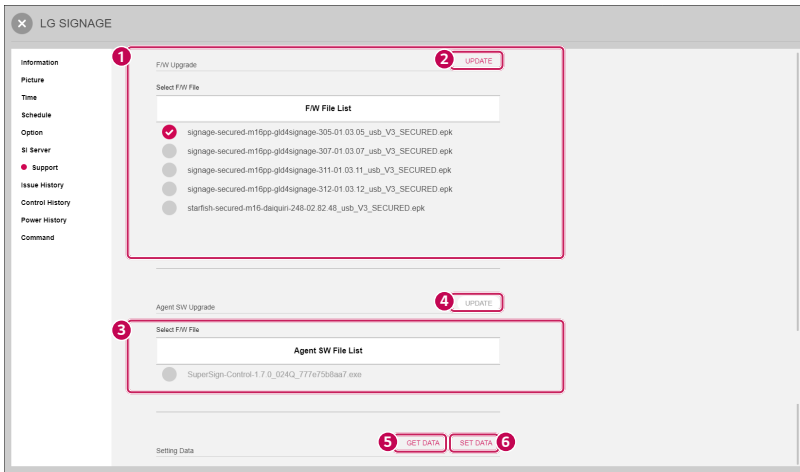 LG SIGNAGE
Information
Picture
Time
Schedule
Option
SI Server
Support
Issue History
Control History
Power History
Command
1
F/W Upgrade
2
UPDATE
Select F/W File
F/W File List
signage-secured-m16pp-gld4signage-305-01.03.05_usb_V3_SECURED.epk
signage-secured-m16pp-gld4signage-307-01.03.07_usb_V3_SECURED.epk
signage-secured-m16pp-gld4signage-311-01.03.11_usb_V3_SECURED.epk
signage-secured-m16pp-gld4signage-312-01.03.12_usb_V3_SECURED.epk
starfish-secured-m16-daiquiri-248-02.82.48_usb_V3_SECURED.epk
Agent SW Upgrade
4
UPDATE
3
Select F/W File
Agent SW File List
SuperSign-Control-1.7.0_024Q_777e75b8aa7.exe
Setting Data
5
GET DATA
SET DATA
6